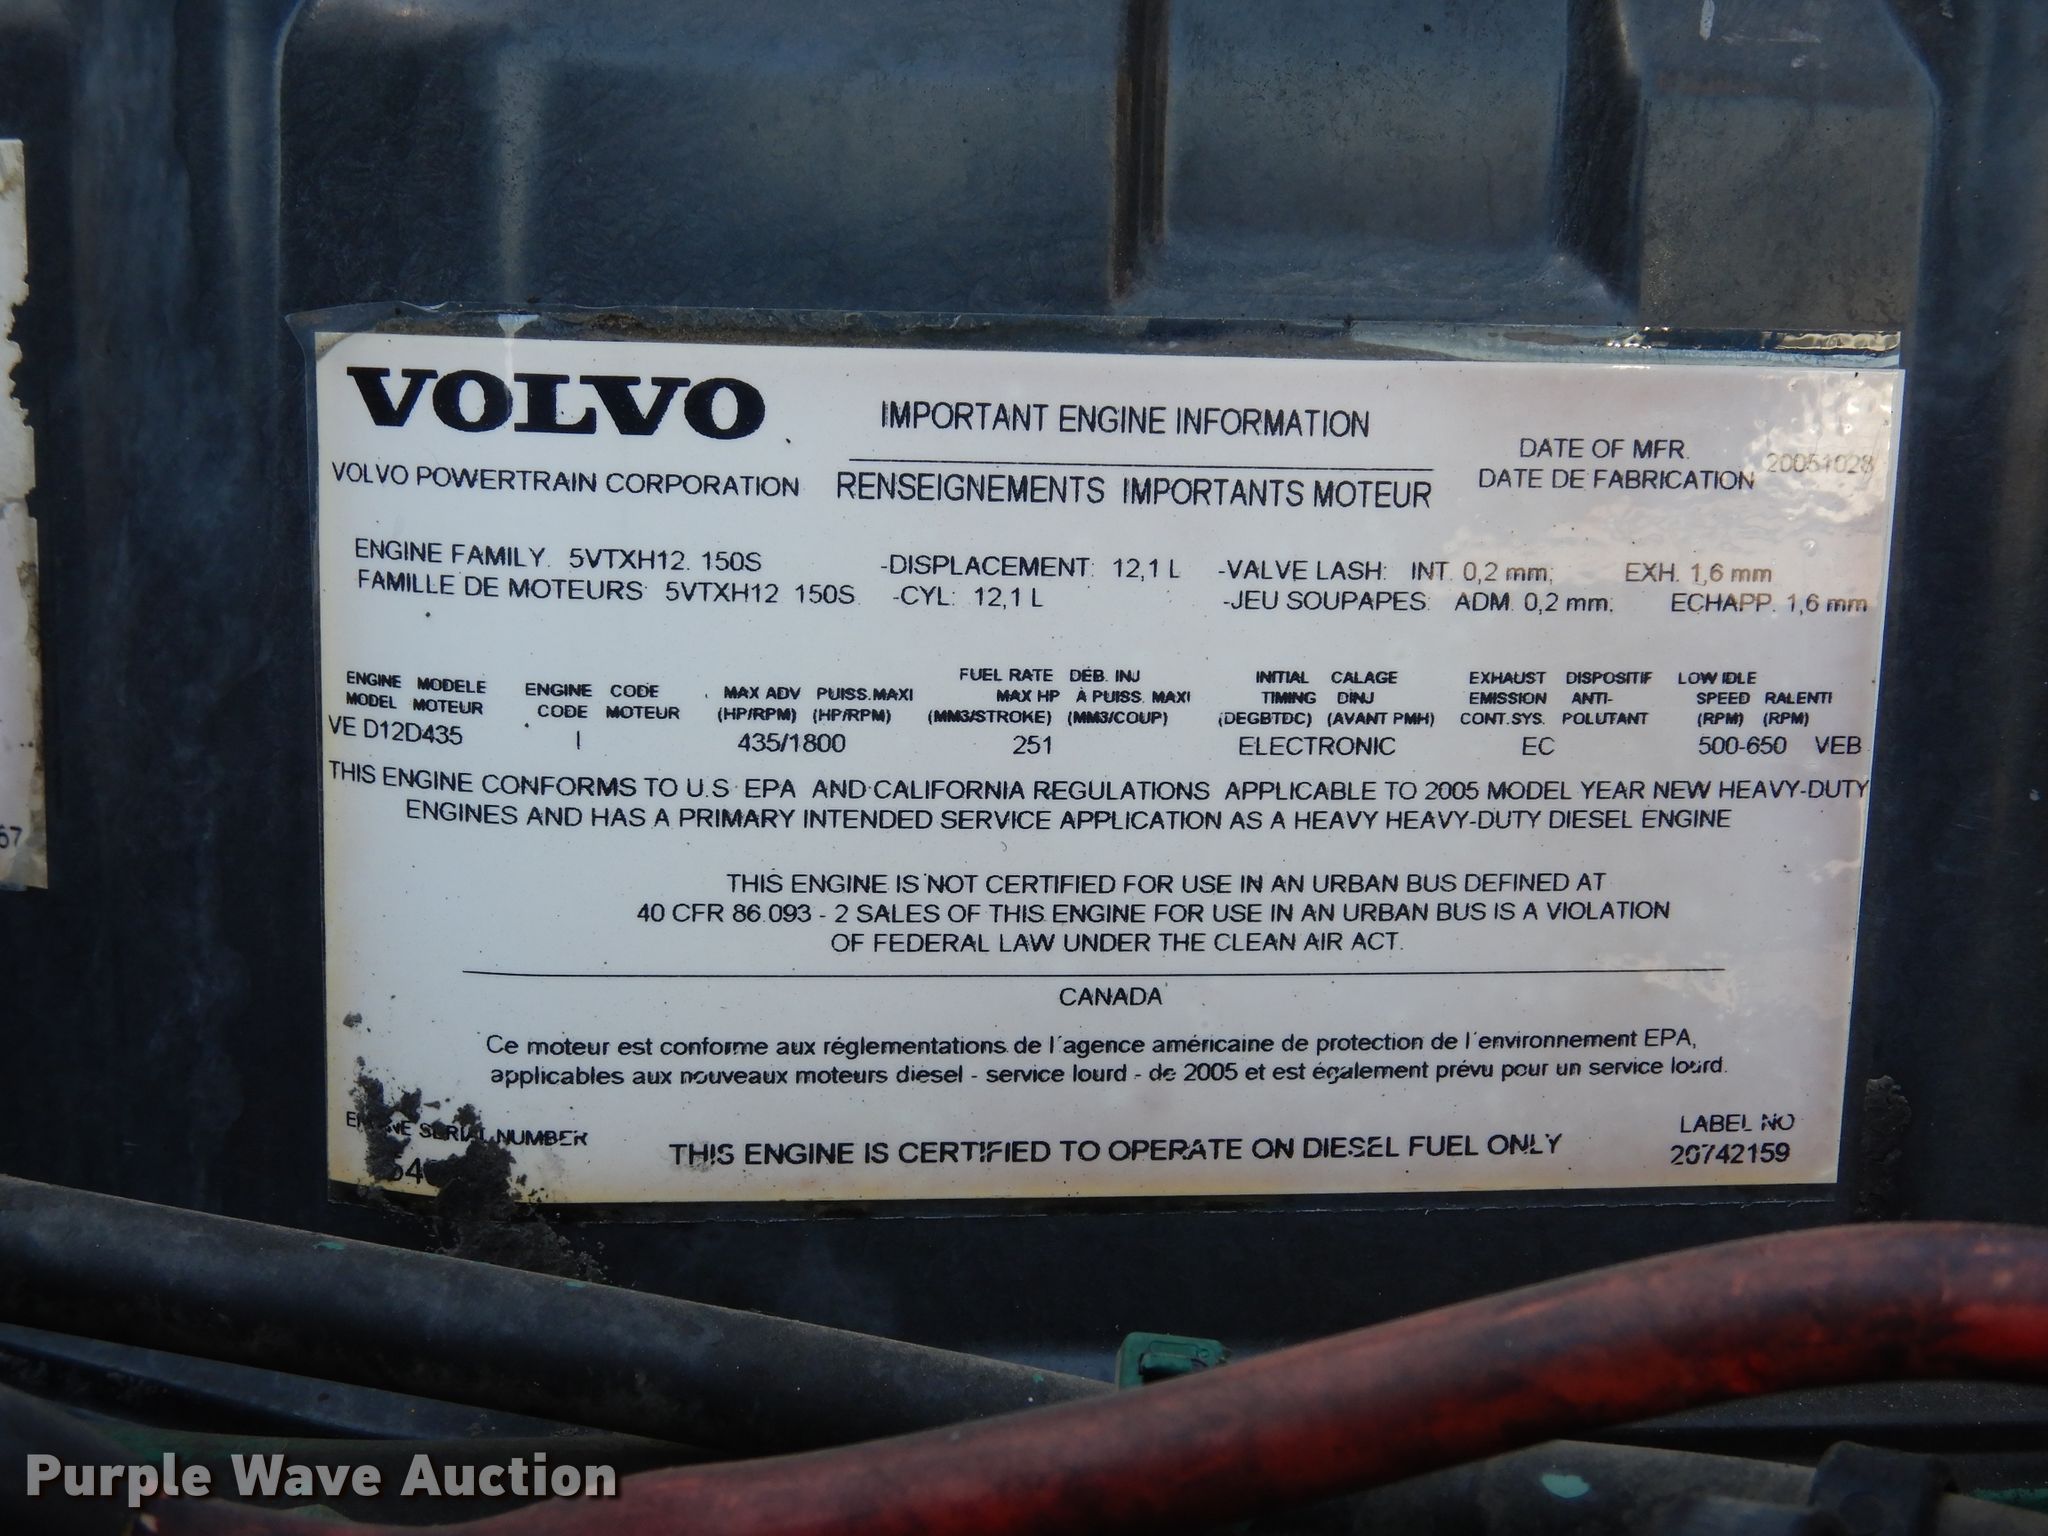 VOLVO
IMPORTANT ENGINE INFORMATION
DATE OF MFR.
VOLVO POWERTRAIN CORPORATION
RENSEIGNEMENTS IMPORTANTS MOTEUR
DATE DE FABRICATION 20051028
ENGINE FAMILY 5VTXH12. 150S -DISPLACEMENT: 12,1 L -VALVE LASH: INT. 0,2 mm; EXH. 1,6 mm
FAMILLE DE MOTEURS: 5VTXH12 150S -CYL: 12,1 L -JEU SOUPAPES: ADM. 0,2 mm; ECHAPP. 1,6 mm
FUEL RATE DÉB. INJ INITIAL CALAGE EXHAUST DISPOSITIF LOW IDLE
ENGINE MODELE ENGINE CODE MAX ADV PUISS. MAXI MAX HP À PUISS. MAXI TIMING DINJ EMISSION ANTI- SPEED RALENTI
MODEL MOTEUR CODE MOTEUR (HP/RPM) (HP/RPM) (MM3/STROKE) (MM3/COUP) (DEGBTDC) (AVANT PMH) CONT.SYS. POLUTANT (RPM) (RPM)
VE D12D435 I 435/1800 251 ELECTRONIC EC 500-650 VEB
THIS ENGINE CONFORMS TO U.S EPA AND CALIFORNIA REGULATIONS APPLICABLE TO 2005 MODEL YEAR NEW HEAVY-DUTY
ENGINES AND HAS A PRIMARY INTENDED SERVICE APPLICATION AS A HEAVY HEAVY-DUTY DIESEL ENGINE
THIS ENGINE IS NOT CERTIFIED FOR USE IN AN URBAN BUS DEFINED AT
40 CFR 86.093 - 2 SALES OF THIS ENGINE FOR USE IN AN URBAN BUS IS A VIOLATION
OF FEDERAL LAW UNDER THE CLEAN AIR ACT.
CANADA
Ce moteur est conforme aux réglementations de l'agence américaine de protection de l'environnement EPA,
applicables aux nouveaux moteurs diesel - service lourd - de 2005 et est également prévu pour un service lourd.
ENGINE SERIAL NUMBER
THIS ENGINE IS CERTIFIED TO OPERATE ON DIESEL FUEL ONLY
LABEL NO
20742159
67
Purple Wave Auction